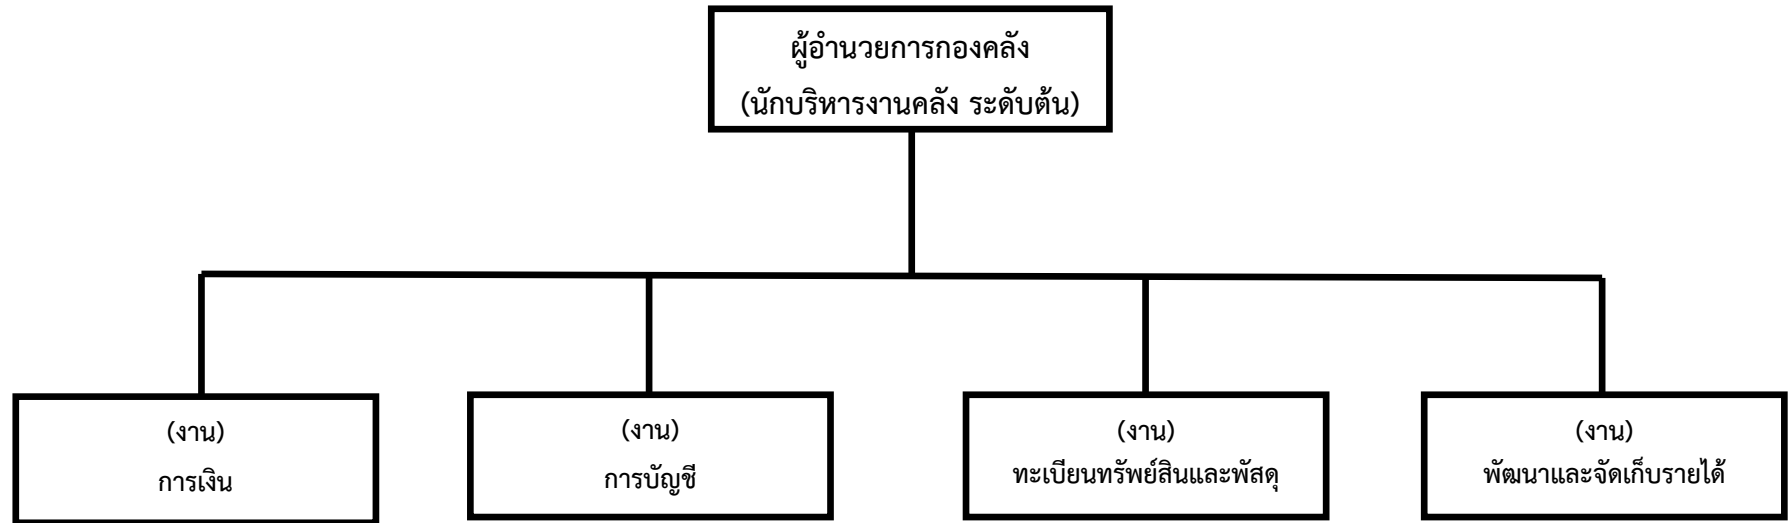 ผู้อำนวยการกองคลัง
(นักบริหารงานคลัง ระดับต้น)
(งาน)
การเงิน
(งาน)
การบัญชี
(งาน)
ทะเบียนทรัพย์สินและพัสดุ
(งาน)
พัฒนาและจัดเก็บรายได้